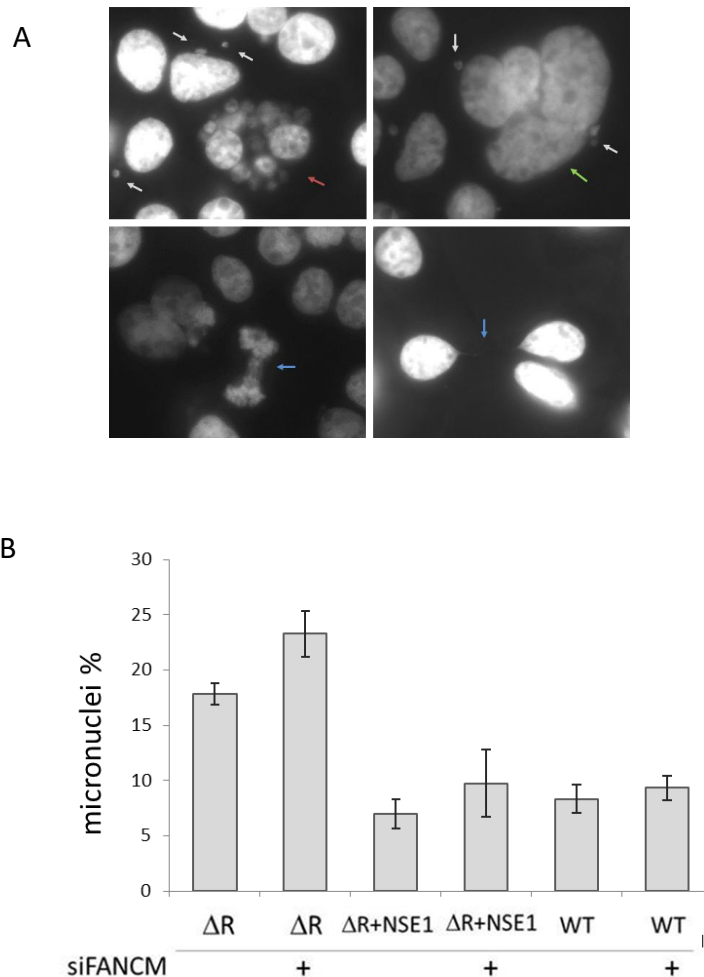 A
B
30
25
20
15
10
5
0
micronuclei %
ΔR ΔR ΔR+NSE1 ΔR+NSE1 WT WT
siFANCM + + +